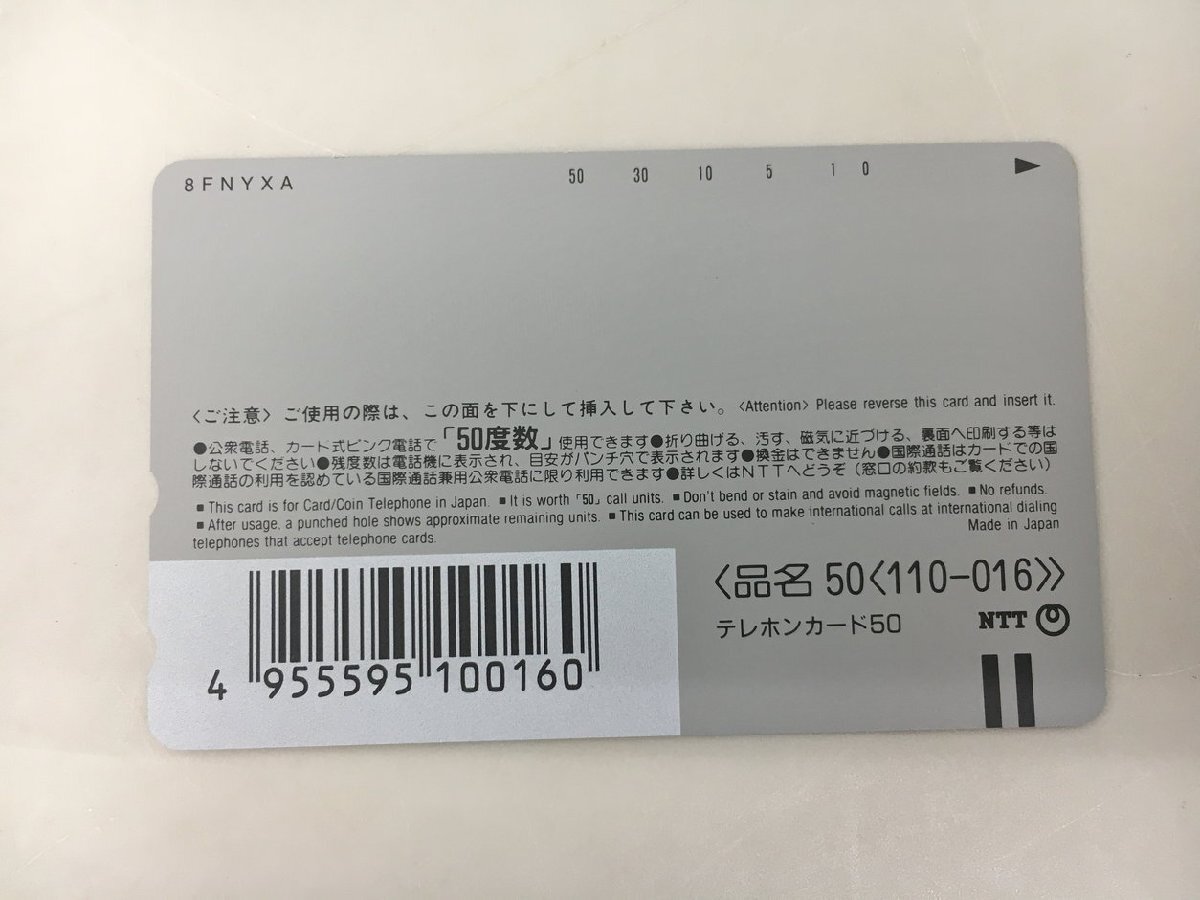 8FNYXA 50 30 10 5 1 0
〈ご注意〉ご使用の際は、この面を下にして挿入して下さい。〈Attention〉Please reverse this card and insert it.
●公衆電話、カード式ピンク電話で「50度数」使用できます●折り曲げる、汚す、磁気に近づける、裏面へ印刷する等は
しないでください●残度数は電話機に表示され、目安がパンチ穴で表示されます●換金はできません●国際通話はカードでの国
際通話の利用を認めている国際通話兼用公衆電話に限り利用できます●詳しくはNTTへどうぞ（窓口の約款もご覧ください）
■This card is for Card/Coin Telephone in Japan. ■It is worth「50」call units. ■Don't bend or stain and avoid magnetic fields. ■No refunds.
■After usage, a punched hole shows approximate remaining units. ■This card can be used to make international calls at international dialing
telephones that accept telephone cards.
Made in Japan
〈品名 50〈110-016〉〉
テレホンカード50
NTT
4 955595 100160